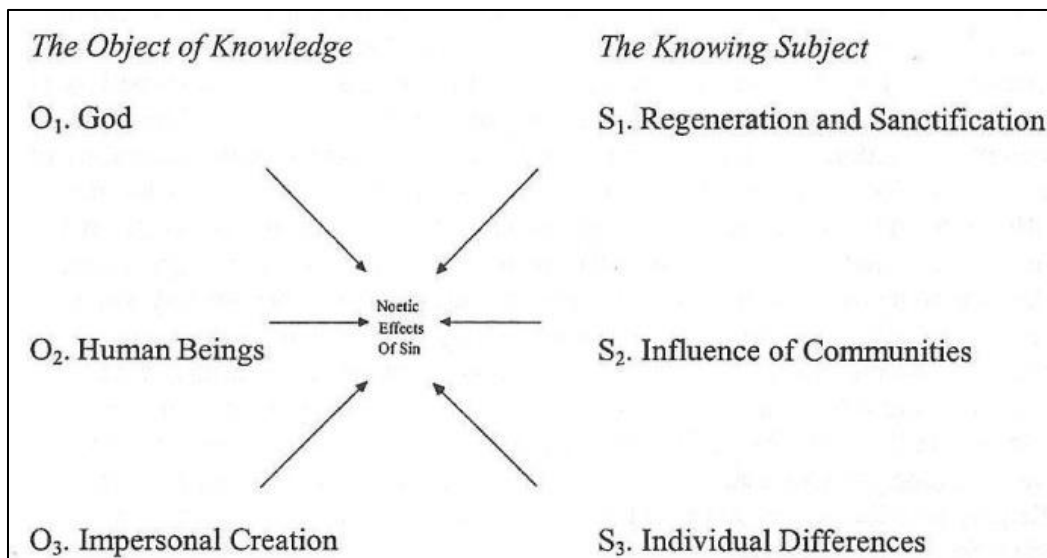 The Object of Knowledge
The Knowing Subject
O₁. God
S₁. Regeneration and Sanctification
Noetic
Effects
Of Sin
O₂. Human Beings
S₂. Influence of Communities
O₃. Impersonal Creation
S₃. Individual Differences